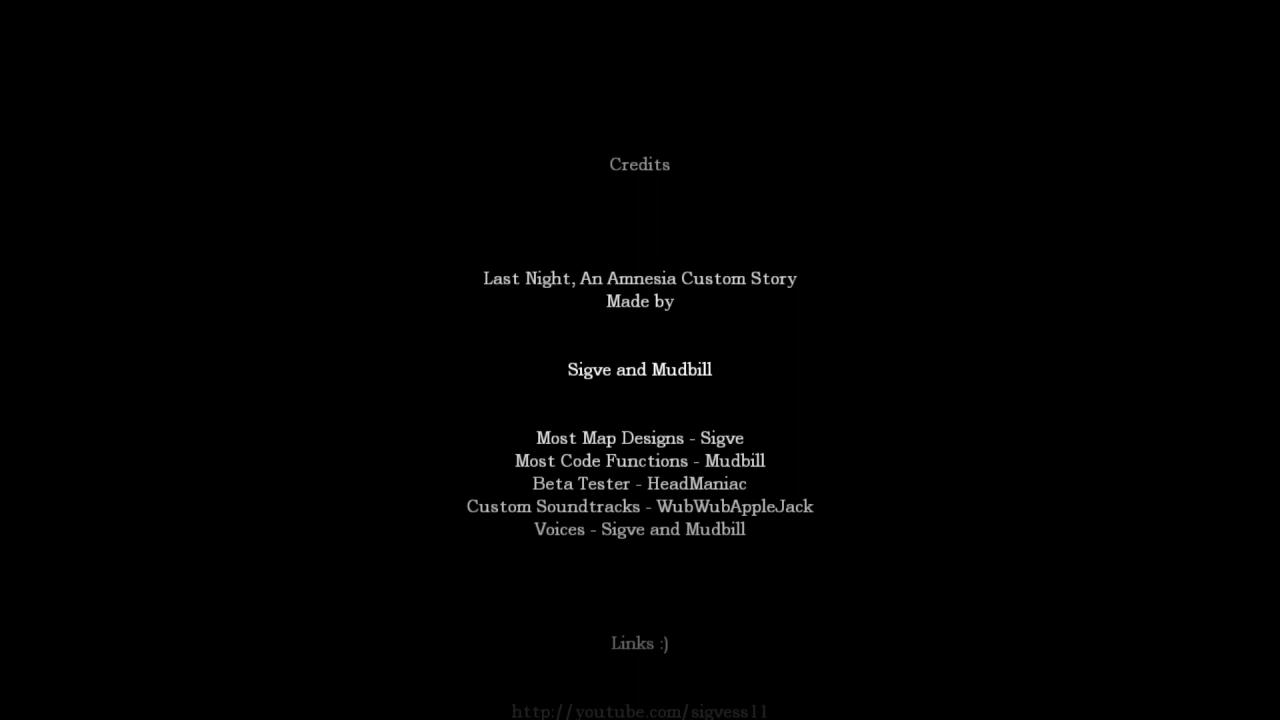 Credits
Last Night, An Amnesia Custom Story
Made by
Sigve and Mudbill
Most Map Designs - Sigve
Most Code Functions - Mudbill
Beta Tester - HeadManiac
Custom Soundtracks - WubWubAppleJack
Voices - Sigve and Mudbill
Links :)
http://youtube.com/sigvess11